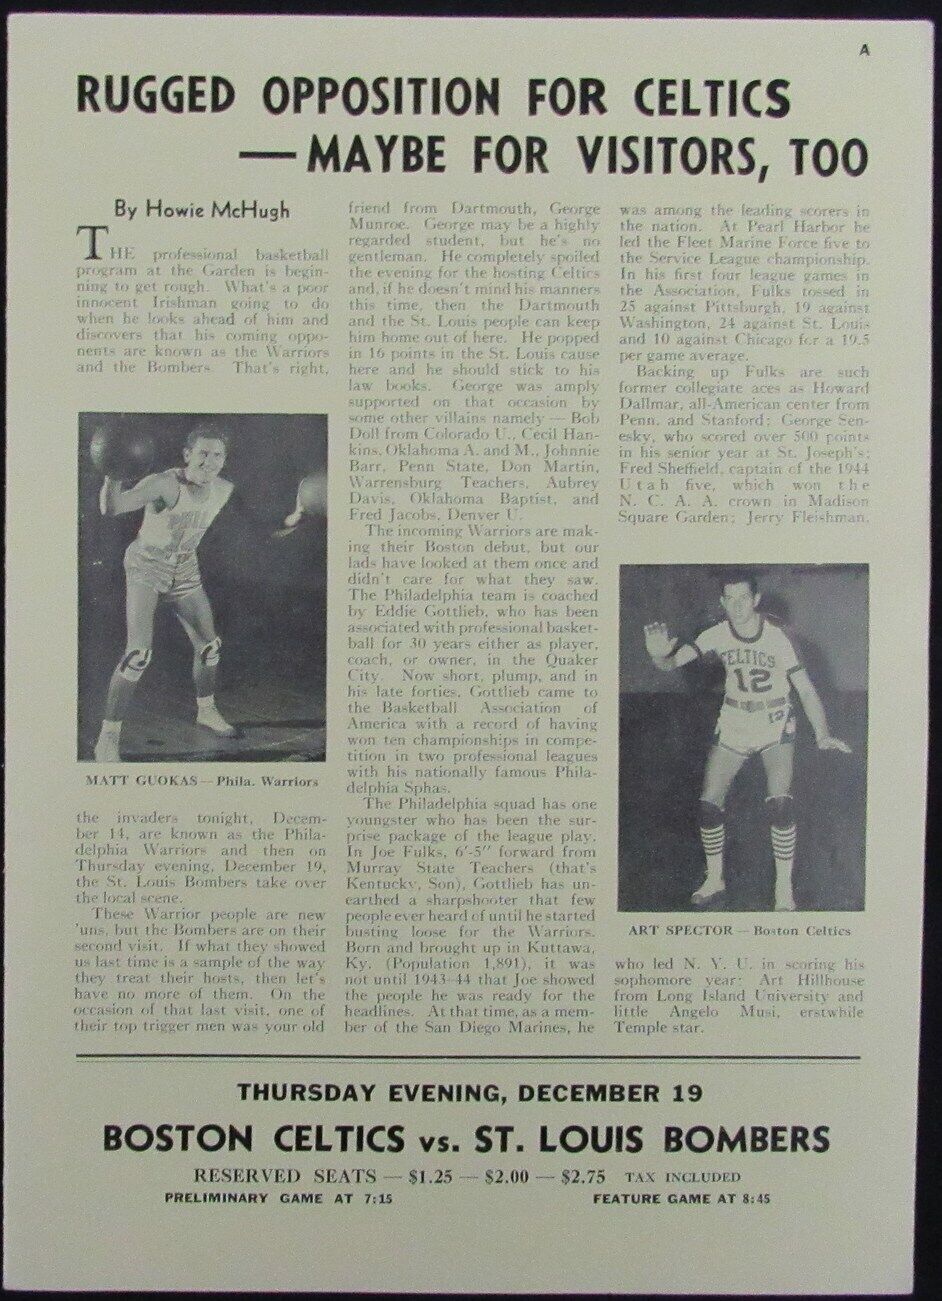 A
RUGGED OPPOSITION FOR CELTICS
— MAYBE FOR VISITORS, TOO
By Howie McHugh
THE professional basketball
program at the Garden is begin-
ning to get rough. What's a poor
innocent Irishman going to do
when he looks ahead of him and
discovers that his coming oppo-
nents are known as the Warriors
and the Bombers. That's right,
PHIL
MATT GUOKAS — Phila. Warriors
the invaders tonight, Decem-
ber 14, are known as the Phila-
delphia Warriors and then on
Thursday evening, December 19,
the St. Louis Bombers take over
the local scene.
These Warrior people are new
'uns, but the Bombers are on their
second visit. If what they showed
us last time is a sample of the way
they treat their hosts, then let's
have no more of them. On the
occasion of that last visit, one of
their top trigger men was your old
friend from Dartmouth, George
Munroe. George may be a highly
regarded student, but he's no
gentleman. He completely spoiled
the evening for the hosting Celtics
and, if he doesn't mind his manners
this time, then the Dartmouth
and the St. Louis people can keep
him home out of here. He popped
in 16 points in the St. Louis cause
here and he should stick to his
law books. George was amply
supported on that occasion by
some other villains namely — Bob
Doll from Colorado U., Cecil Han-
kins, Oklahoma A. and M., Johnnie
Barr, Penn State, Don Martin,
Warrensburg Teachers, Aubrey
Davis, Oklahoma Baptist, and
Fred Jacobs, Denver U.
The incoming Warriors are mak-
ing their Boston debut, but our
lads have looked at them once and
didn't care for what they saw.
The Philadelphia team is coached
by Eddie Gottlieb, who has been
associated with professional basket-
ball for 30 years either as player,
coach, or owner, in the Quaker
City. Now short, plump, and in
his late forties, Gottlieb came to
the Basketball Association of
America with a record of having
won ten championships in compe-
tition in two professional leagues
with his nationally famous Phila-
delphia Sphas.
The Philadelphia squad has one
youngster who has been the sur-
prise package of the league play.
In Joe Fulks, 6'-5" forward from
Murray State Teachers (that's
Kentucky, Son), Gottlieb has un-
earthed a sharpshooter that few
people ever heard of until he started
busting loose for the Warriors.
Born and brought up in Kuttawa,
Ky. (Population 1,891), it was
not until 1943-44 that Joe showed
the people he was ready for the
headlines. At that time, as a mem-
ber of the San Diego Marines, he
was among the leading scorers in
the nation. At Pearl Harbor he
led the Fleet Marine Force five to
the Service League championship.
In his first four league games in
the Association, Fulks tossed in
25 against Pittsburgh, 19 against
Washington, 24 against St. Louis
and 10 against Chicago for a 19.5
per game average.
Backing up Fulks are such
former collegiate aces as Howard
Dallmar, all-American center from
Penn. and Stanford; George Sen-
esky, who scored over 500 points
in his senior year at St. Joseph's;
Fred Sheffield, captain of the 1944
Utah five, which won the
N. C. A. A. crown in Madison
Square Garden; Jerry Fleishman,
CELTICS
12
12
ART SPECTOR — Boston Celtics
who led N. Y. U. in scoring his
sophomore year; Art Hillhouse
from Long Island University and
little Angelo Musi, erstwhile
Temple star.
THURSDAY EVENING, DECEMBER 19
BOSTON CELTICS vs. ST. LOUIS BOMBERS
RESERVED SEATS — $1.25 — $2.00 — $2.75 TAX INCLUDED
PRELIMINARY GAME AT 7:15 FEATURE GAME AT 8:45